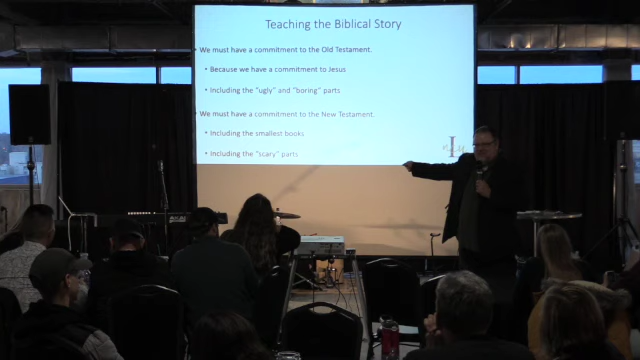 Teaching the Biblical Story
• We must have a commitment to the Old Testament.
• Because we have a commitment to Jesus
• Including the "ugly" and "boring" parts
• We must have a commitment to the New Testament.
• Including the smallest books
• Including the "scary" parts